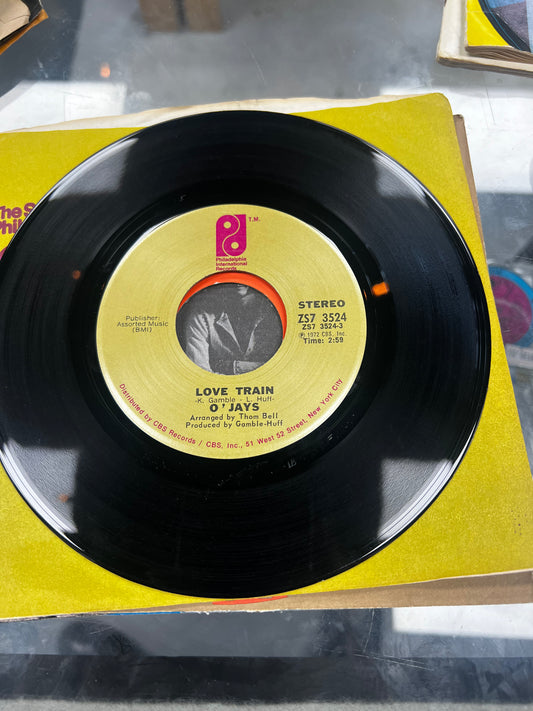 The S
Phil
T.M.
Philadelphia
International
Records
Publisher:
Assorted Music
(BMI)
STEREO
ZS7 3524
ZS7 3524-3
℗ 1972 CBS, Inc.
Time: 2:59
LOVE TRAIN
-K. Gamble - L. Huff-
O'JAYS
Arranged by Thom Bell
Produced by Gamble-Huff
Distributed by CBS Records / CBS, Inc., 51 West 52 Street, New York City